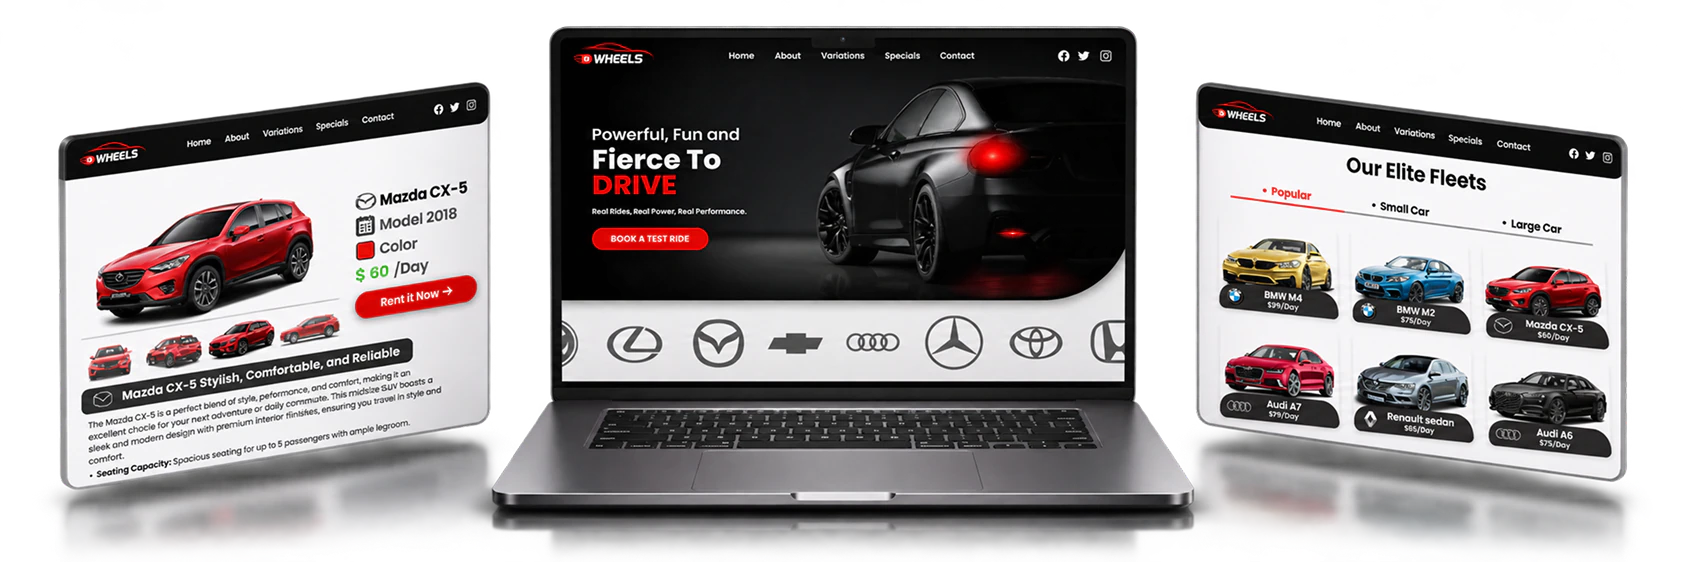 WHEELS
Home About Variations Specials Contact
Mazda CX-5
Model 2018
Color
$ 60 /Day
Rent it Now →
Mazda CX-5 Stylish, Comfortable, and Reliable
The Mazda CX-5 is a perfect blend of style, peformance, and comfort, making it an
excellent chocie for your next adventure or daily commute. This midsize SUV boasts a
sleek and modern design with premium interior finishes, ensuring you travel in style and
comfort.
• Seating Capacity: Spacious seating for up to 5 passengers with ample legroom.
WHEELS
Home About Variations Specials Contact
Powerful, Fun and
Fierce To
DRIVE
Real Rides, Real Power, Real Performance.
BOOK A TEST RIDE
WHEELS
Home About Variations Specials Contact
Our Elite Fleets
• Popular
• Small Car
• Large Car
BMW M4
$99/Day
BMW M2
$75/Day
Mazda CX-5
$60/Day
Audi A7
$79/Day
Renault sedan
$65/Day
Audi A6
$75/Day